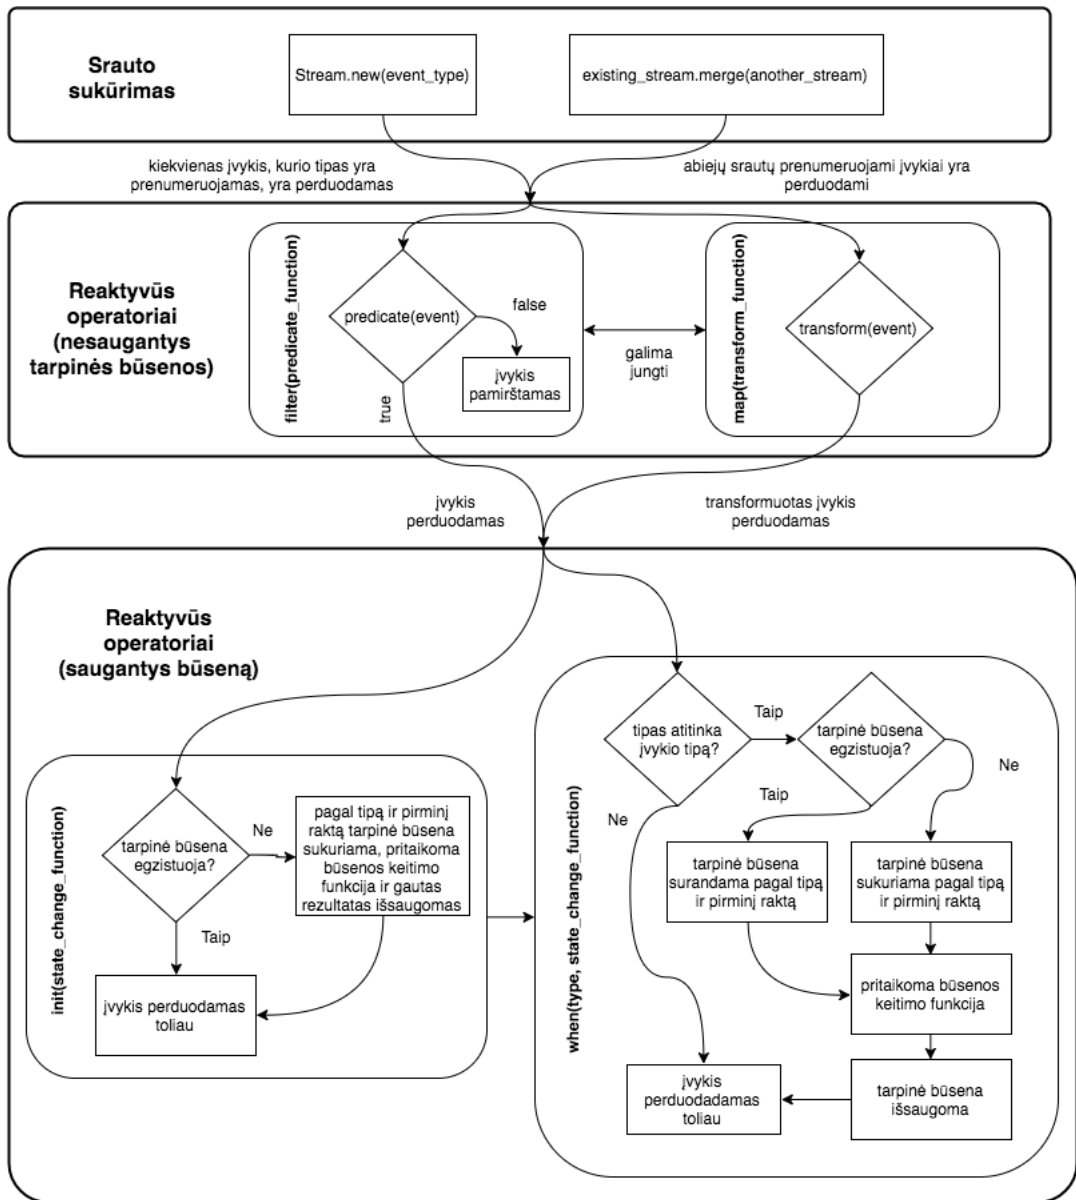 Srauto
sukūrimas
Stream.new(event_type)
existing_stream.merge(another_stream)
kiekvienas įvykis, kurio tipas yra
prenumeruojamas, yra perduodamas
abiejų srautų prenumeruojami įvykiai yra
perduodami
Reaktyvūs
operatoriai
(nesaugantys
tarpinės būsenos)
filter(predicate_function)
predicate(event)
false
įvykis
pamirštamas
true
galima
jungti
map(transform_function)
transform(event)
įvykis
perduodamas
transformuotas įvykis
perduodamas
Reaktyvūs
operatoriai
(saugantys būseną)
init(state_change_function)
tarpinė būsena
egzistuoja?
Ne
pagal tipą ir pirminį
raktą tarpinė būsena
sukuriama, pritaikoma
būsenos keitimo
funkcija ir gautas
rezultatas išsaugomas
Taip
įvykis perduodamas
toliau
when(type, state_change_function)
tipas atitinka
įvykio tipą?
Taip
tarpinė būsena
egzistuoja?
Ne
Taip
Ne
tarpinė būsena
surandama pagal tipą
ir pirminį raktą
tarpinė būsena
sukuriama pagal tipą
ir pirminį raktą
pritaikoma būsenos
keitimo funkcija
tarpinė būsena
išsaugoma
įvykis
perduodadamas
toliau